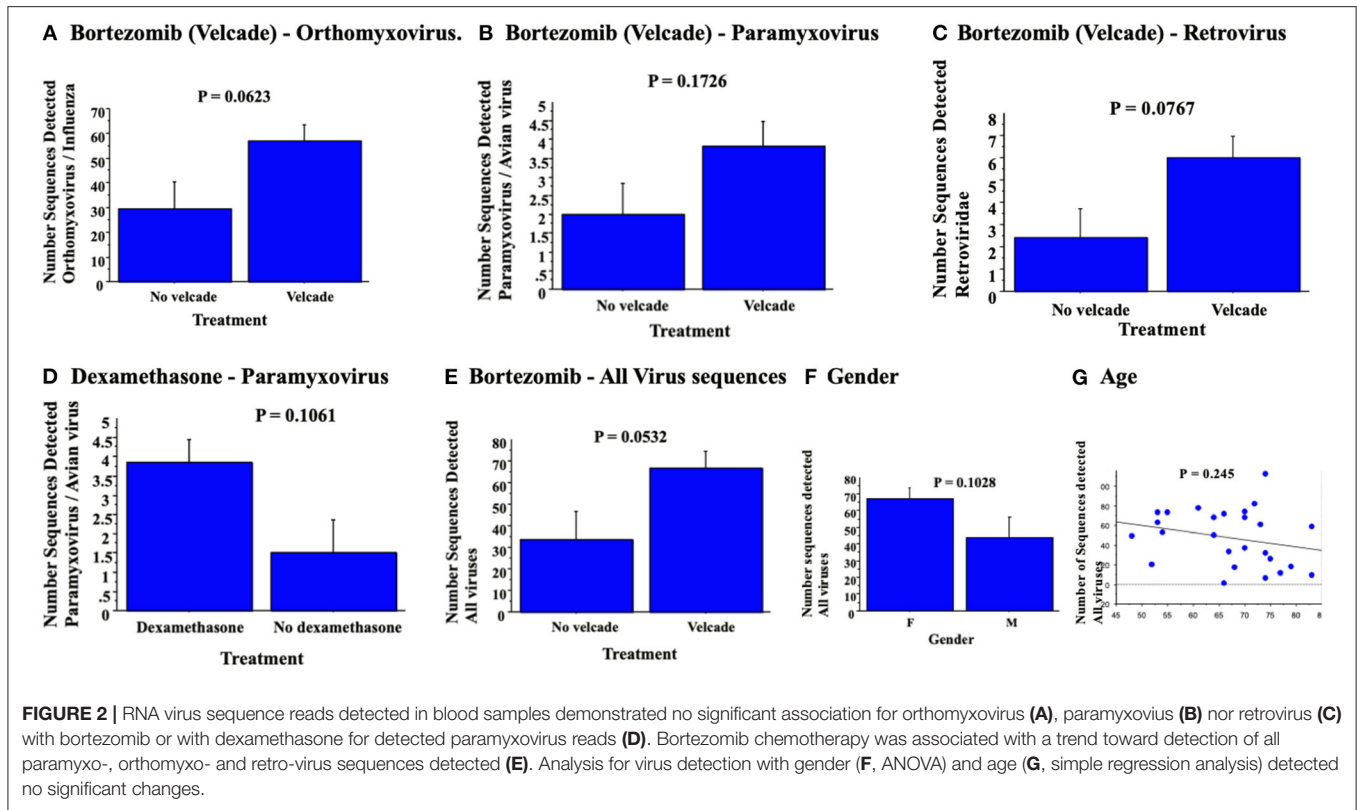 A Bortezomib (Velcade) - Orthomyxovirus.
P = 0.0623
Number Sequences Detected
Orthomyxovirus / Influenza
70
60
50
40
30
20
10
0
No velcade Velcade
Treatment
B Bortezomib (Velcade) - Paramyxovirus
P = 0.1726
Number Sequences Detected
Paramyxovirus / Avian virus
5
4.5
4
3.5
3
2.5
2
1.5
1
.5
0
No velcade Velcade
Treatment
C Bortezomib (Velcade) - Retrovirus
P = 0.0767
Number Sequences Detected
Retroviridae
8
7
6
5
4
3
2
1
0
No velcade Velcade
Treatment
D Dexamethasone - Paramyxovirus
P = 0.1061
Number Sequences Detected
Paramyxovirus / Avian virus
5
4.5
4
3.5
3
2.5
2
1.5
1
.5
0
Dexamethasone No dexamethasone
Treatment
E Bortezomib - All Virus sequences
P = 0.0532
Number Sequences Detected
All viruses
80
70
60
50
40
30
20
10
0
No velcade Velcade
Treatment
F Gender
P = 0.1028
Number sequences detected
All viruses
80
70
60
50
40
30
20
10
0
F M
Gender
G Age
P = 0.245
Number of Sequences detected
All viruses
00
80
60
40
20
0
20
45 50 55 60 65 70 75 80 8
FIGURE 2 | RNA virus sequence reads detected in blood samples demonstrated no significant association for orthomyxovirus (A), paramyxovius (B) nor retrovirus (C)
with bortezomib or with dexamethasone for detected paramyxovirus reads (D). Bortezomib chemotherapy was associated with a trend toward detection of all
paramyxo-, orthomyxo- and retro-virus sequences detected (E). Analysis for virus detection with gender (F, ANOVA) and age (G, simple regression analysis) detected
no significant changes.